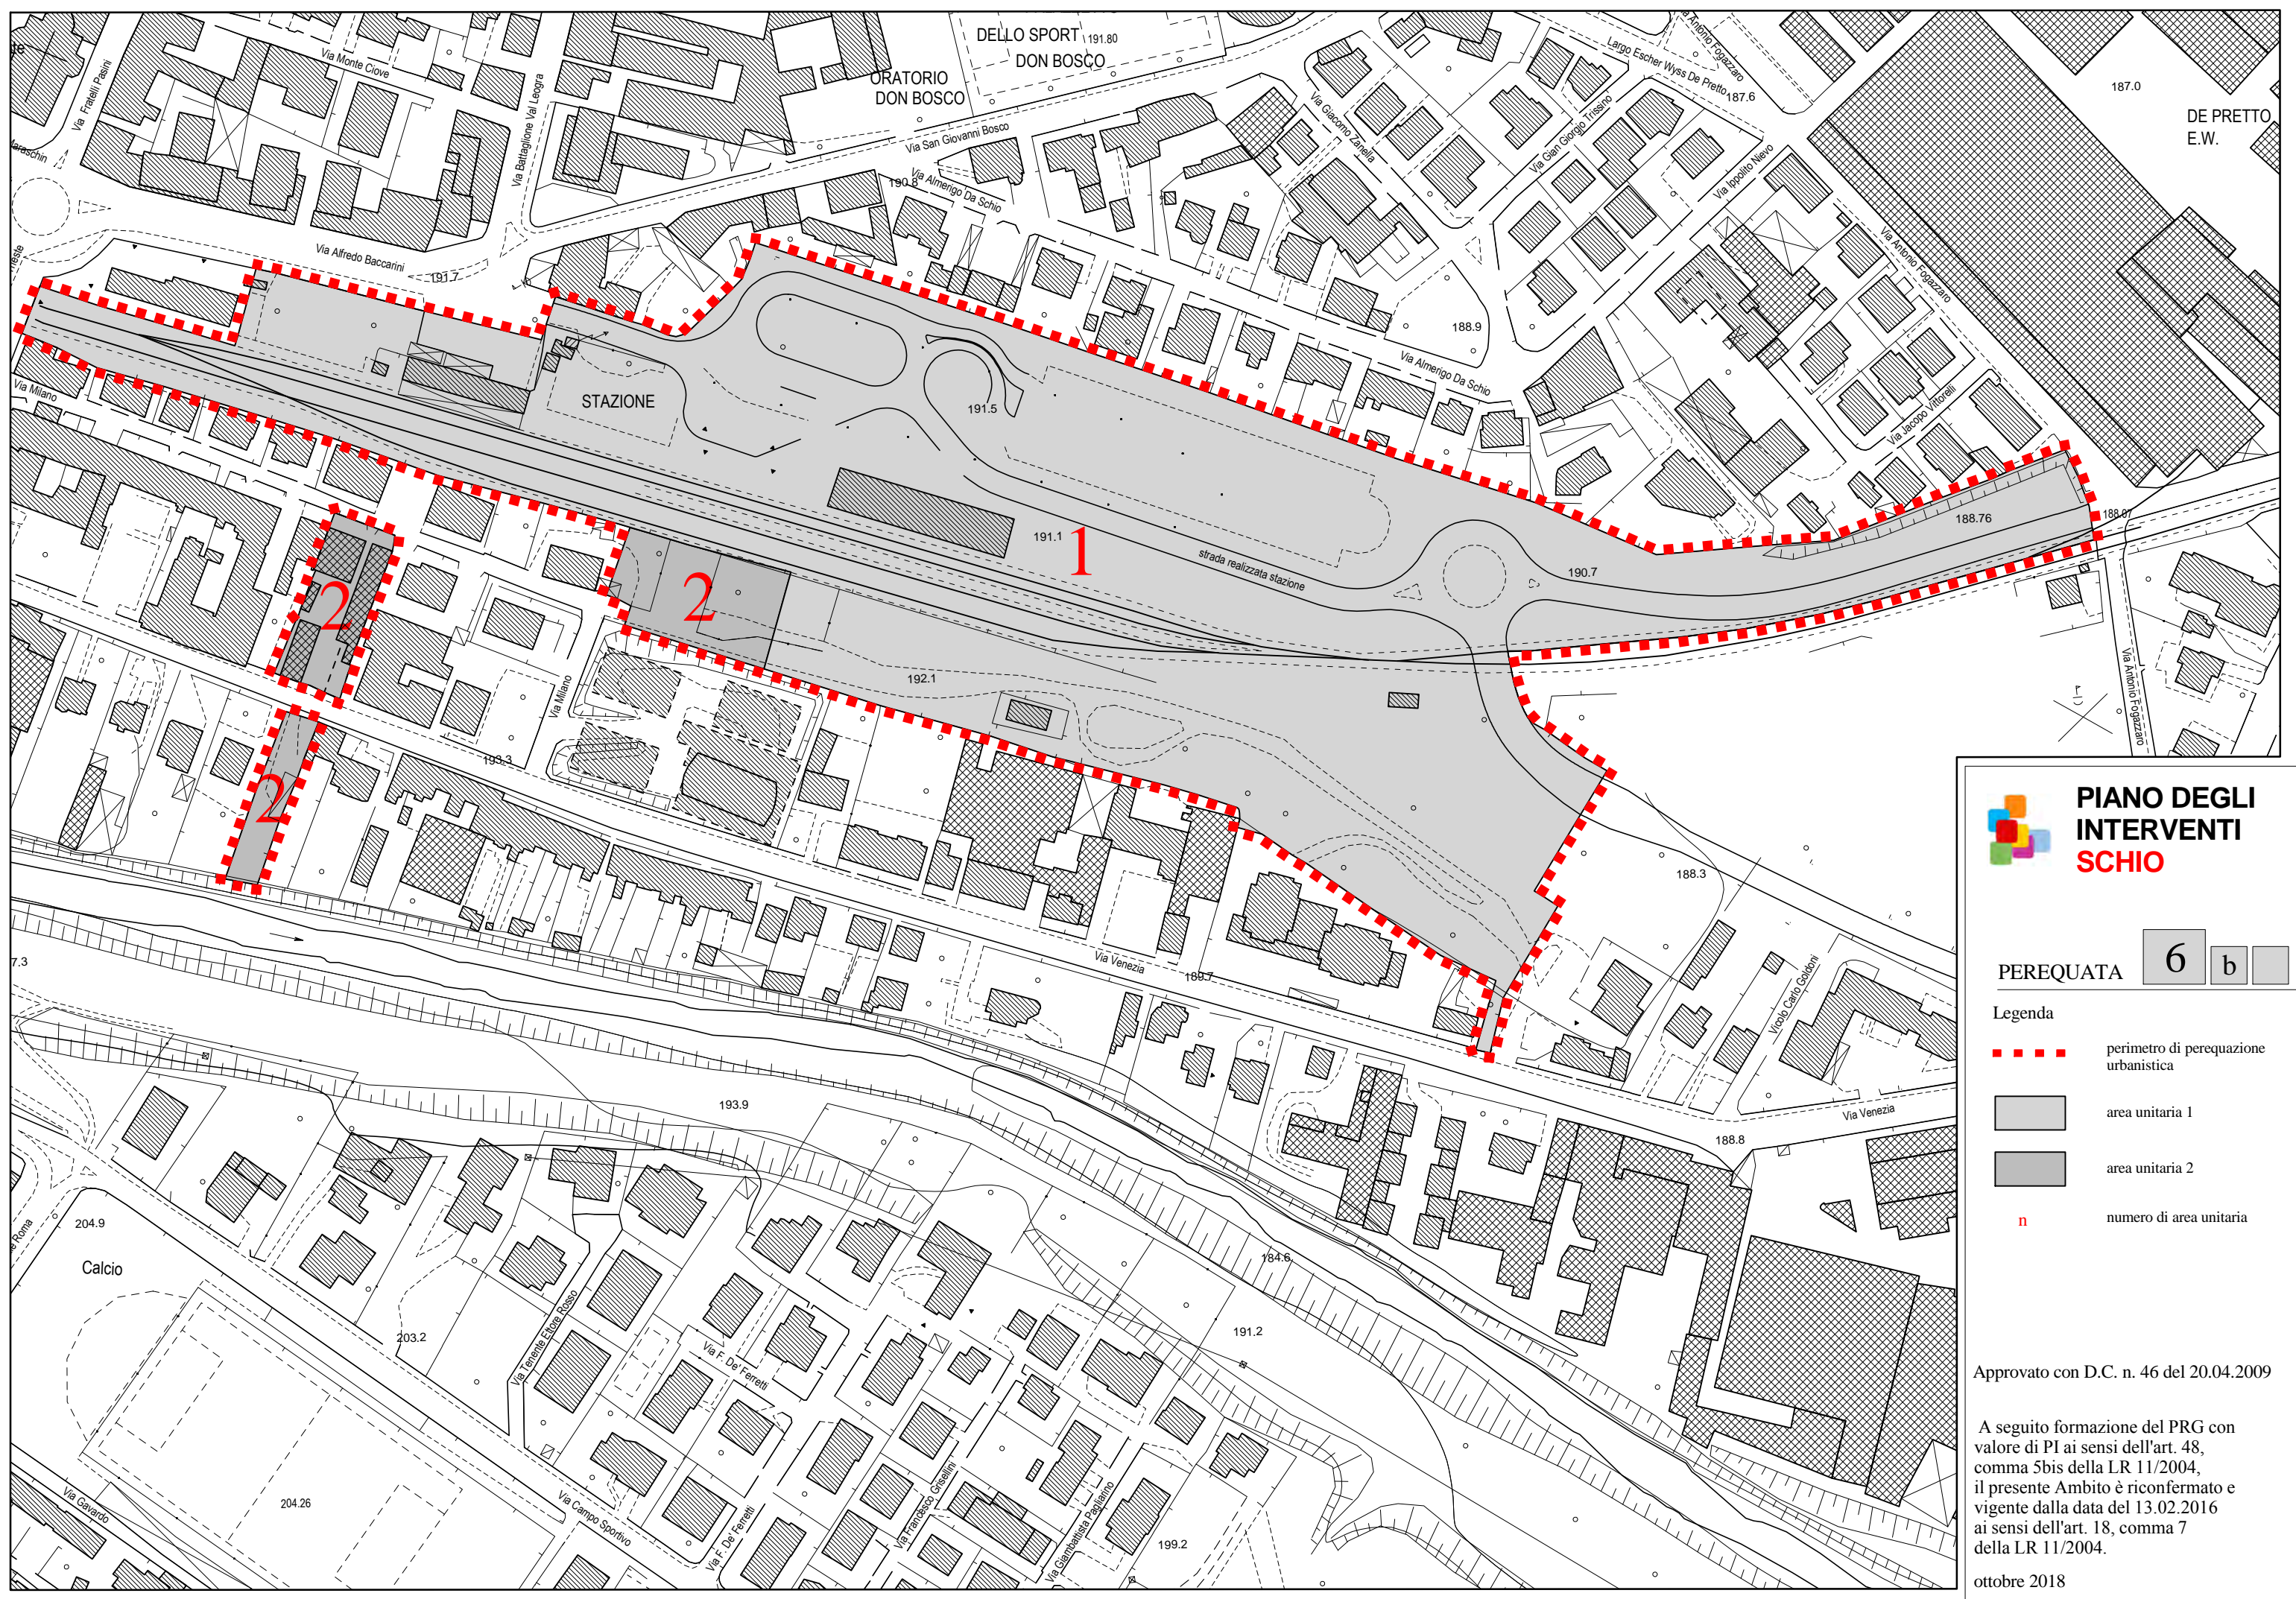 Via Fratelli Pasini
Via Monte Ciove
Via Battaglione Val Leogra
ORATORIO
DON BOSCO
DELLO SPORT
191.80
DON BOSCO
Via San Giovanni Bosco
190.8
Via Almerigo Da Schio
Via Giacomo Zanella
Via Gian Giorgio Trissino
Largo Escher Wyss De Pretto
187.6
Via Ippolito Nievo
Via Antonio Fogazzaro
187.0
DE PRETTO
E.W.
Via Alfredo Baccarini
191.7
188.9
Via Almerigo Da Schio
Via Jacopo Vittorelli
Via Milano
STAZIONE
191.5
191.1
1
strada realizzata stazione
190.7
188.76
188.07
Via Antonio Fogazzaro
2
2
2
192.1
Via Milano
193.3
188.3
Via Venezia
189.7
Vicolo Carlo Goldoni
Via Venezia
188.8
7.3
193.9
184.6
191.2
204.9
Calcio
203.2
204.26
199.2
Via Tenente Ettore Rosso
Via F. De' Ferretti
Via F. De' Ferretti
Via Francesco Grisellini
Via Giambattista Pagliarino
Via Campo Sportivo
Via Gavardo
e Roma
PIANO DEGLI
INTERVENTI
SCHIO
PEREQUATA 6 b
Legenda
perimetro di perequazione
urbanistica
area unitaria 1
area unitaria 2
n numero di area unitaria
Approvato con D.C. n. 46 del 20.04.2009
A seguito formazione del PRG con
valore di PI ai sensi dell'art. 48,
comma 5bis della LR 11/2004,
il presente Ambito è riconfermato e
vigente dalla data del 13.02.2016
ai sensi dell'art. 18, comma 7
della LR 11/2004.
ottobre 2018